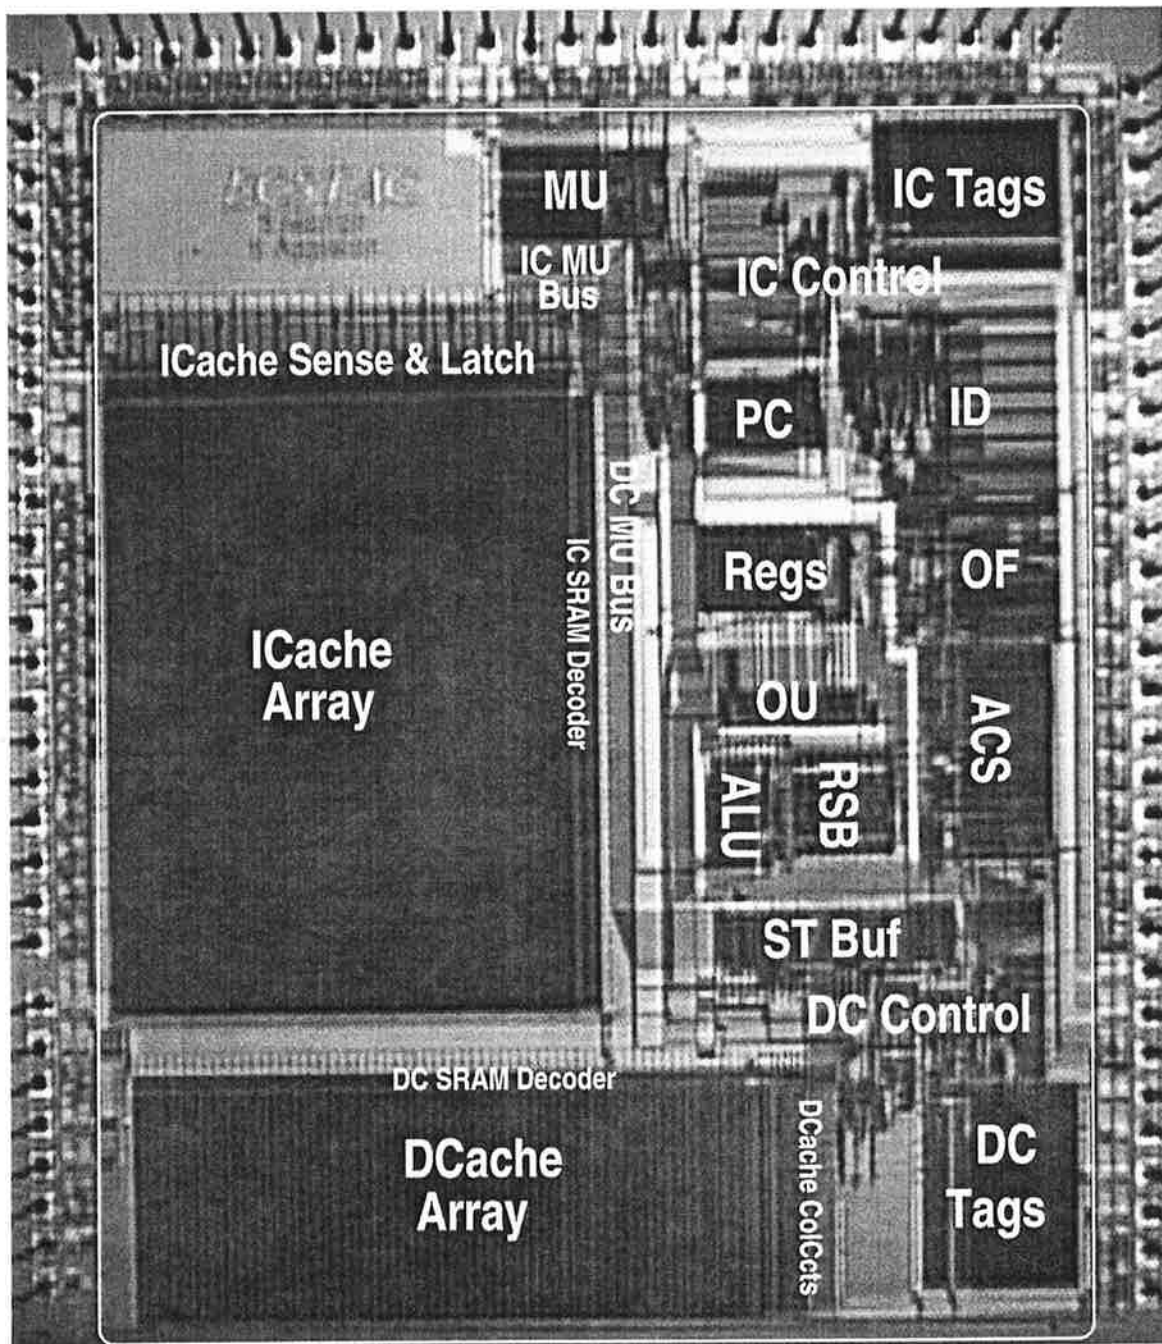 MU
IC Tags
IC MU
Bus
IC Control
ICache Sense & Latch
PC
ID
DC MU Bus
IC SRAM Decoder
Regs
OF
ICache
Array
OU
ACS
ALU
RSB
ST Buf
DC Control
DC SRAM Decoder
DCache
Array
DCache ColCcts
DC
Tags